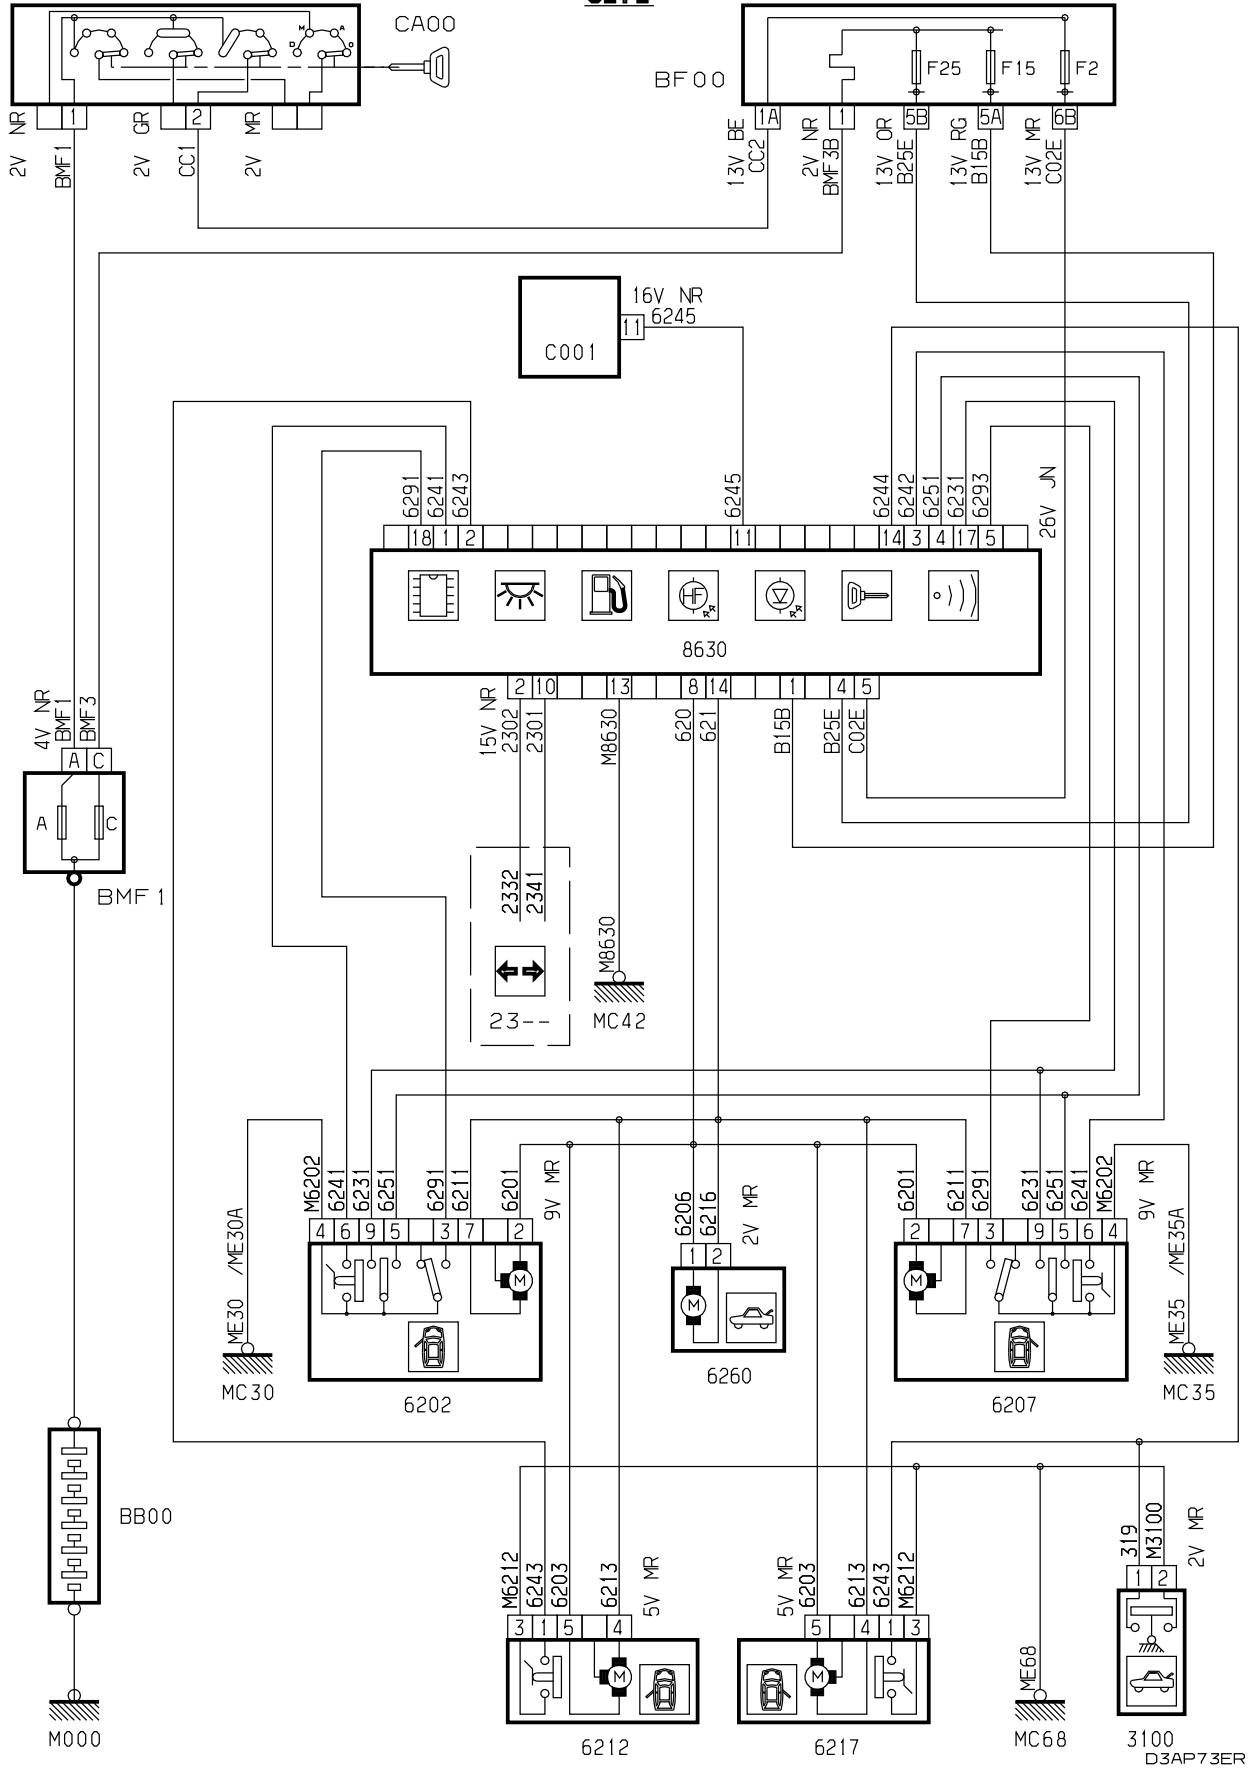 CA00
BF00
F25
F15
F2
M
A
D
D
1
2
1A
1
5B
5A
6B
2V NR
BMF1
2V GR
CC1
2V MR
13V BE
CC2
2V NR
BMF3B
13V OR
B25E
13V RG
B15B
13V MR
C02E
C001
11
16V NR
6245
6291
6241
6243
6245
6244
6242
6251
6231
6293
26V JN
18 1 2 11 14 3 4 17 5
HF
8630
2 10 13 8 14 1 4 5
15V NR
2302
2301
M8630
620
621
B15B
B25E
C02E
4V NR
BMF1
BMF3
A C
A C
BMF1
2332
2341
23--
M8630
MC42
ME30 /ME30A
MC30
M6202
6241
6231
6251
6291
6211
6201
9V MR
4 6 9 5 3 7 2
M
6202
6206
6216
2V MR
1 2
M
6260
6201
6211
6291
6231
6251
6241
M6202
9V MR
2 7 3 9 5 6 4
M
6207
ME35 /ME35A
MC35
BB00
M000
M6212
6243
6203
6213
5V MR
3 1 5 4
M
6212
5V MR
6203
6213
6243
M6212
5 4 1 3
M
6217
ME68
MC68
319
M3100
2V MR
1 2
3100
D3AP73ER